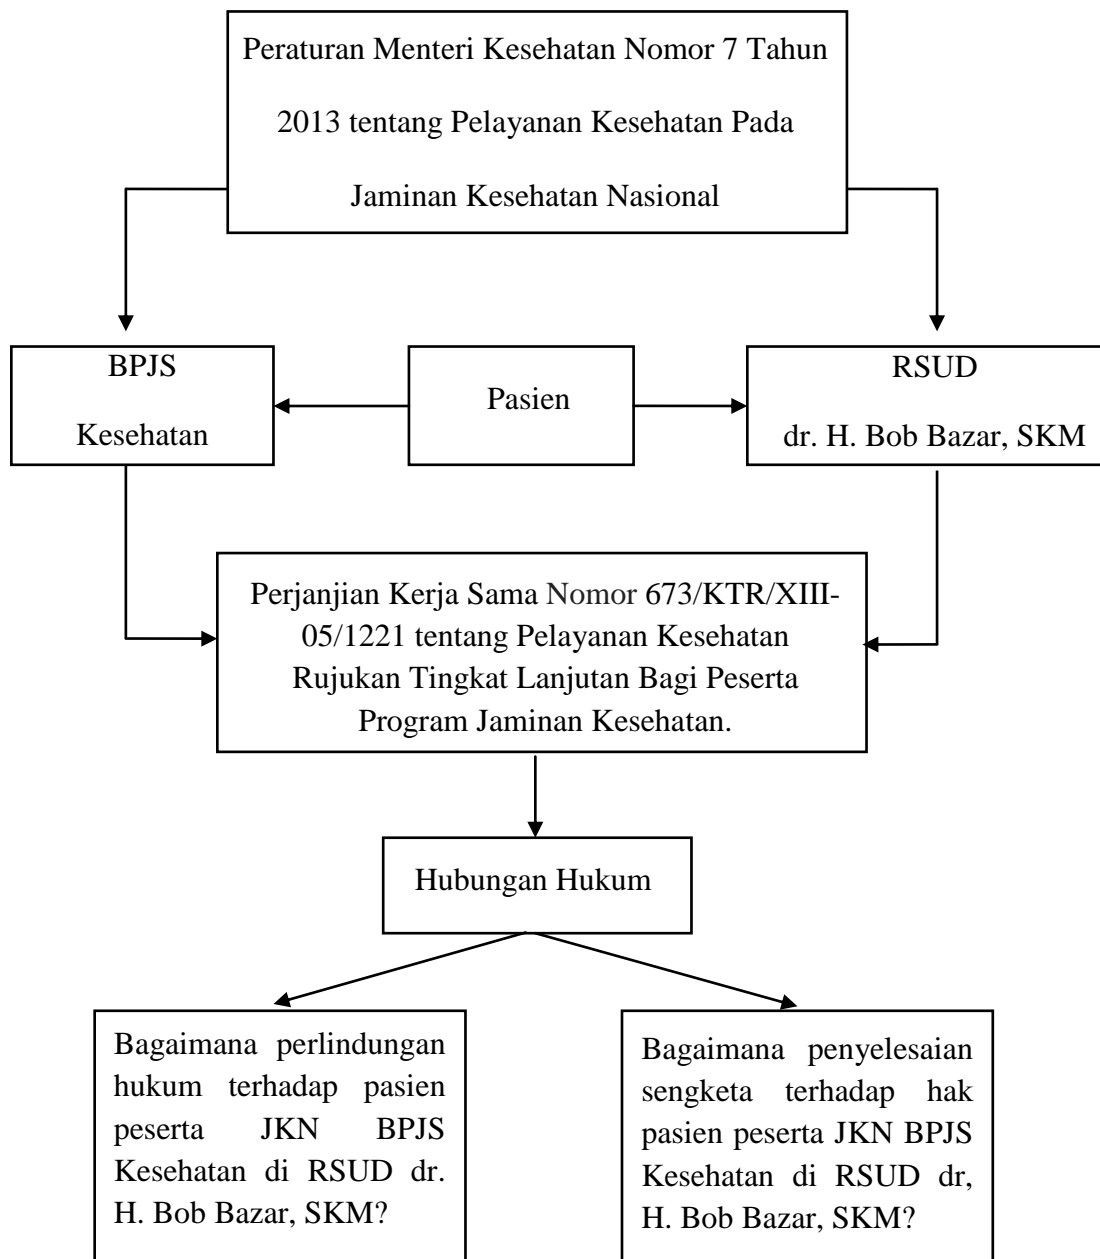 Peraturan Menteri Kesehatan Nomor 7 Tahun
2013 tentang Pelayanan Kesehatan Pada
Jaminan Kesehatan Nasional
BPJS
Kesehatan
Pasien
RSUD
dr. H. Bob Bazar, SKM
Perjanjian Kerja Sama Nomor 673/KTR/XIII-
05/1221 tentang Pelayanan Kesehatan
Rujukan Tingkat Lanjutan Bagi Peserta
Program Jaminan Kesehatan.
Hubungan Hukum
Bagaimana perlindungan
hukum terhadap pasien
peserta JKN BPJS
Kesehatan di RSUD dr.
H. Bob Bazar, SKM?
Bagaimana penyelesaian
sengketa terhadap hak
pasien peserta JKN BPJS
Kesehatan di RSUD dr,
H. Bob Bazar, SKM?